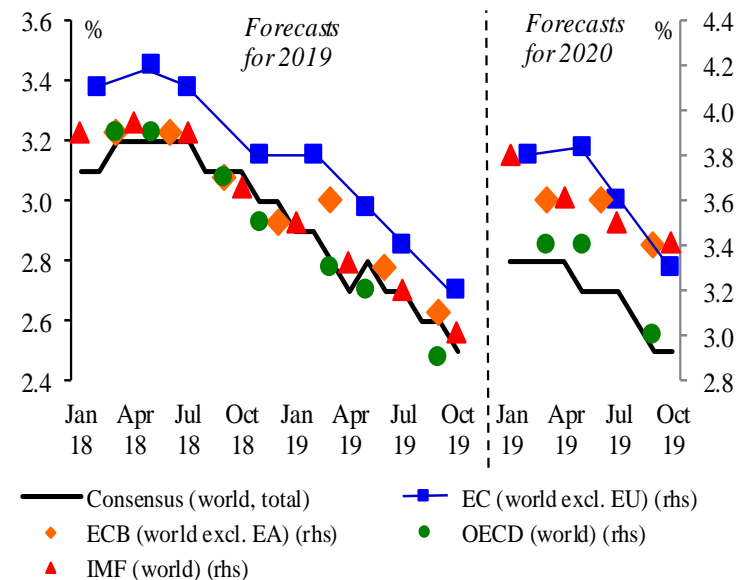 3.6
%
Forecasts
for 2019
Forecasts
for 2020
%
4.4
3.4
4.2
4.0
3.2
3.8
3.0
3.6
2.8
3.4
3.2
2.6
3.0
2.4
2.8
Jan Apr Jul Oct Jan Apr Jul Oct Jan Apr Jul Oct
18 18 18 18 19 19 19 19 19 19 19 19
Consensus (world, total)
EC (world excl. EU) (rhs)
ECB (world excl. EA) (rhs)
OECD (world) (rhs)
IMF (world) (rhs)